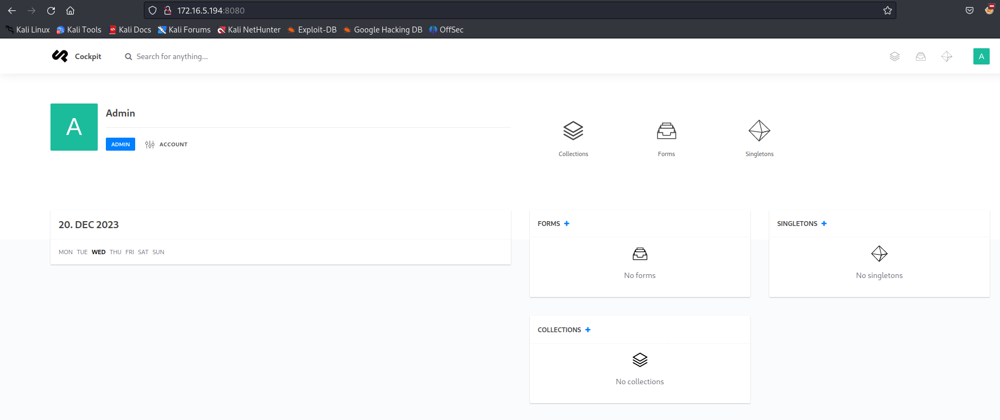 172.16.5.194:8080
Kali Linux Kali Tools Kali Docs Kali Forums Kali NetHunter Exploit-DB Google Hacking DB OffSec
Cockpit Search for anything... A
A
Admin
ADMIN ACCOUNT
Collections Forms Singletons
20. DEC 2023
MON TUE WED THU FRI SAT SUN
FORMS +
No forms
SINGLETONS +
No singletons
COLLECTIONS +
No collections